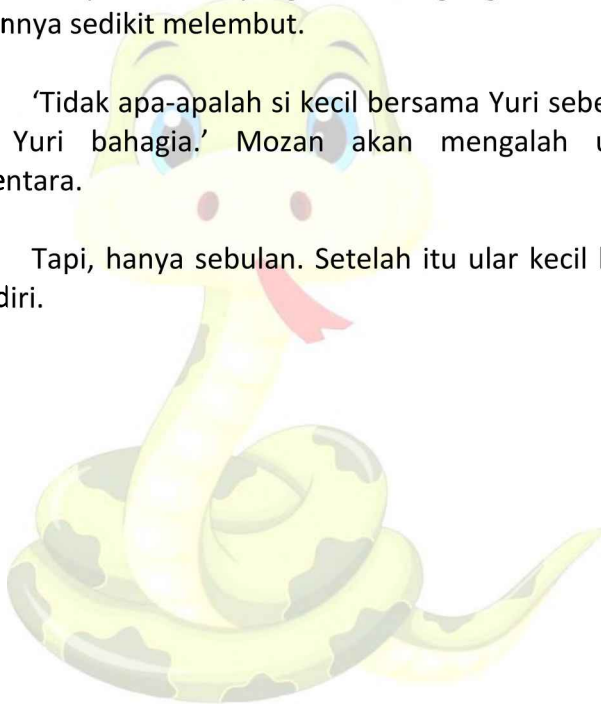 nnya sedikit melembut.
‘Tidak apa-apalah si kecil bersama Yuri sebe
Yuri bahagia.’ Mozan akan mengalah u
entara.
Tapi, hanya sebulan. Setelah itu ular kecil
diri.